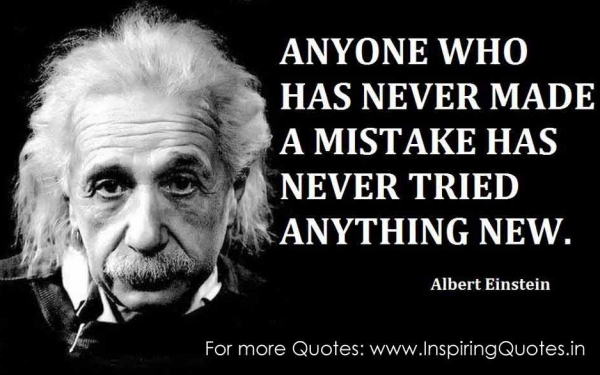 ANYONE WHO
HAS NEVER MADE
A MISTAKE HAS
NEVER TRIED
ANYTHING NEW.
Albert Einstein
For more Quotes: www.InspiringQuotes.in